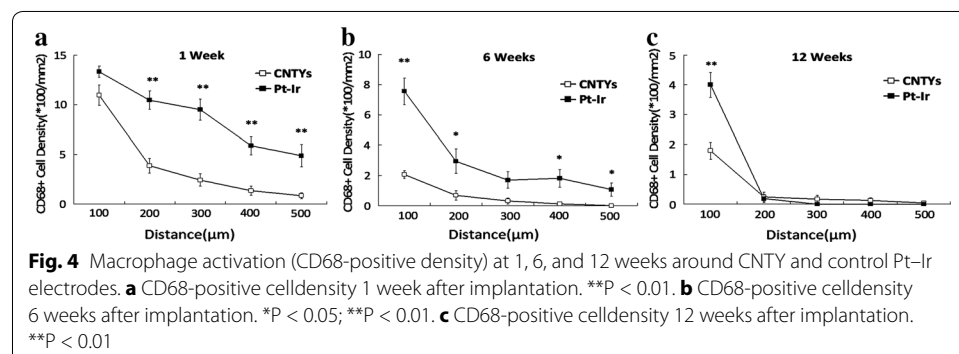 a
1 Week
CD68+ Cell Density(*100/mm2)
15
10
5
0
CNTYs
Pt-Ir
**
**
**
**
100 200 300 400 500
Distance(μm)
b
6 Weeks
CD68+ Cell Density(*100/mm2)
10
8
6
4
2
0
CNTYs
Pt-Ir
**
*
*
*
100 200 300 400 500
Distance(μm)
c
12 Weeks
CD68+ Cell Density(*100/mm2)
5
4
3
2
1
0
CNTYs
Pt-Ir
**
100 200 300 400 500
Distance(μm)
Fig. 4 Macrophage activation (CD68-positive density) at 1, 6, and 12 weeks around CNTY and control Pt–Ir
electrodes. a CD68-positive celldensity 1 week after implantation. **P < 0.01. b CD68-positive celldensity
6 weeks after implantation. *P < 0.05; **P < 0.01. c CD68-positive celldensity 12 weeks after implantation.
**P < 0.01